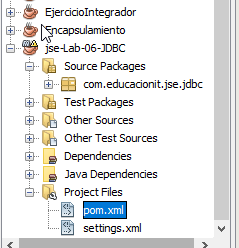 EjercicioIntegrador
Encapsulamiento
jse-Lab-06-JDBC
Source Packages
com.educacionit.jse.jdbc
Test Packages
Other Sources
Other Test Sources
Dependencies
Java Dependencies
Project Files
pom.xml
settings.xml